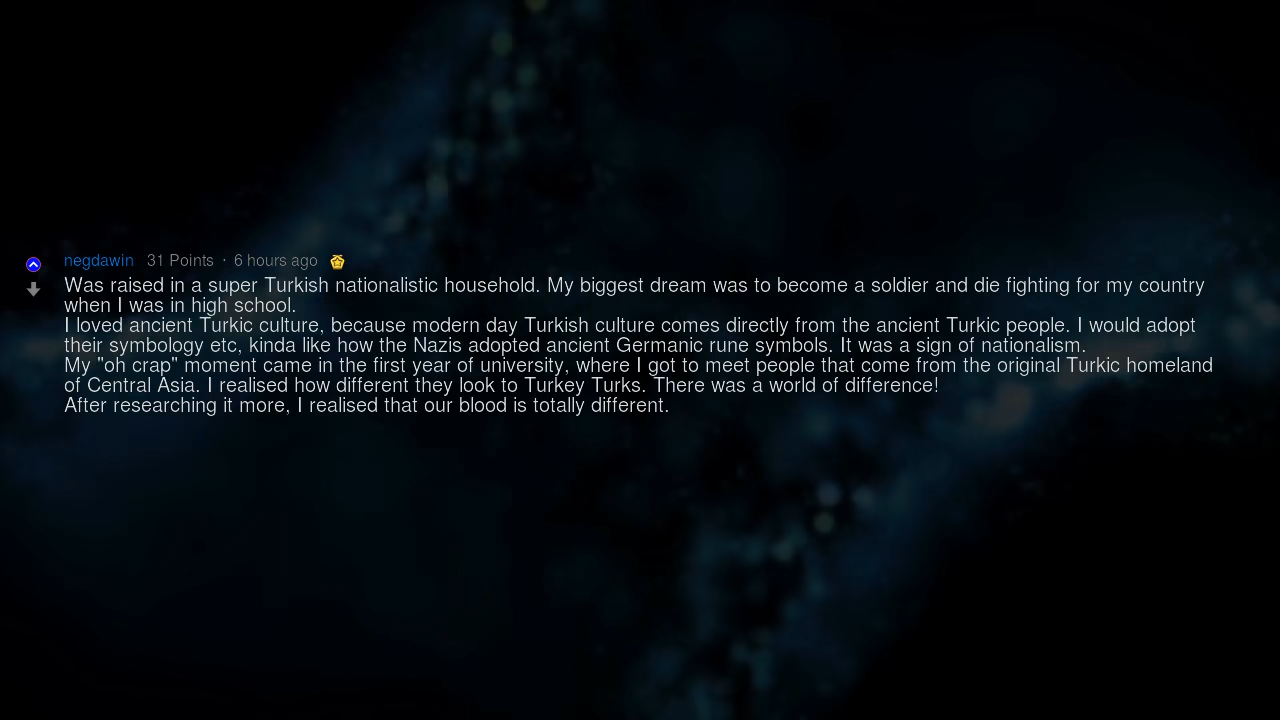 negdawin 31 Points · 6 hours ago
Was raised in a super Turkish nationalistic household. My biggest dream was to become a soldier and die fighting for my country
when I was in high school.
I loved ancient Turkic culture, because modern day Turkish culture comes directly from the ancient Turkic people. I would adopt
their symbology etc, kinda like how the Nazis adopted ancient Germanic rune symbols. It was a sign of nationalism.
My "oh crap" moment came in the first year of university, where I got to meet people that come from the original Turkic homeland
of Central Asia. I realised how different they look to Turkey Turks. There was a world of difference!
After researching it more, I realised that our blood is totally different.